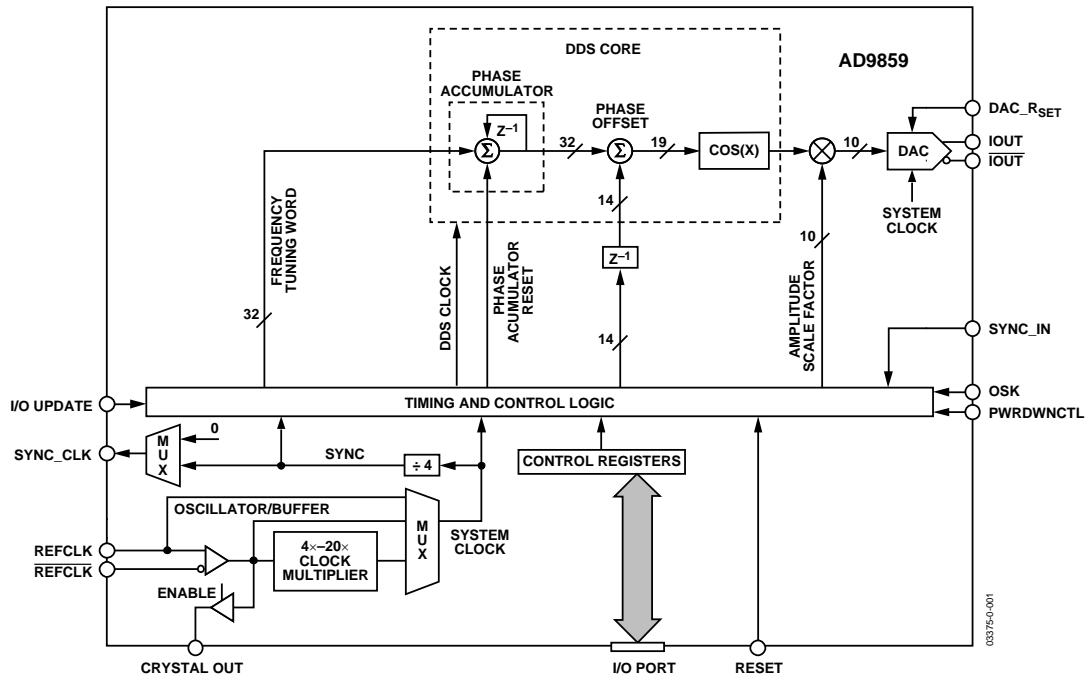 DDS CORE
AD9859
PHASE
ACCUMULATOR
PHASE
OFFSET
DAC_RSET
Z–1
Σ
32
Σ
19
COS(X)
10
DAC
IOUT
IOUT
SYSTEM
CLOCK
14
Z–1
14
10
32
FREQUENCY
TUNING WORD
DDS CLOCK
PHASE
ACUMULATOR
RESET
AMPLITUDE
SCALE FACTOR
SYNC_IN
I/O UPDATE
TIMING AND CONTROL LOGIC
OSK
PWRDWNCTL
SYNC_CLK
MUX
0
SYNC
÷ 4
CONTROL REGISTERS
OSCILLATOR/BUFFER
MUX
SYSTEM
CLOCK
REFCLK
REFCLK
4×–20×
CLOCK
MULTIPLIER
ENABLE
CRYSTAL OUT
I/O PORT
RESET
03375-0-001